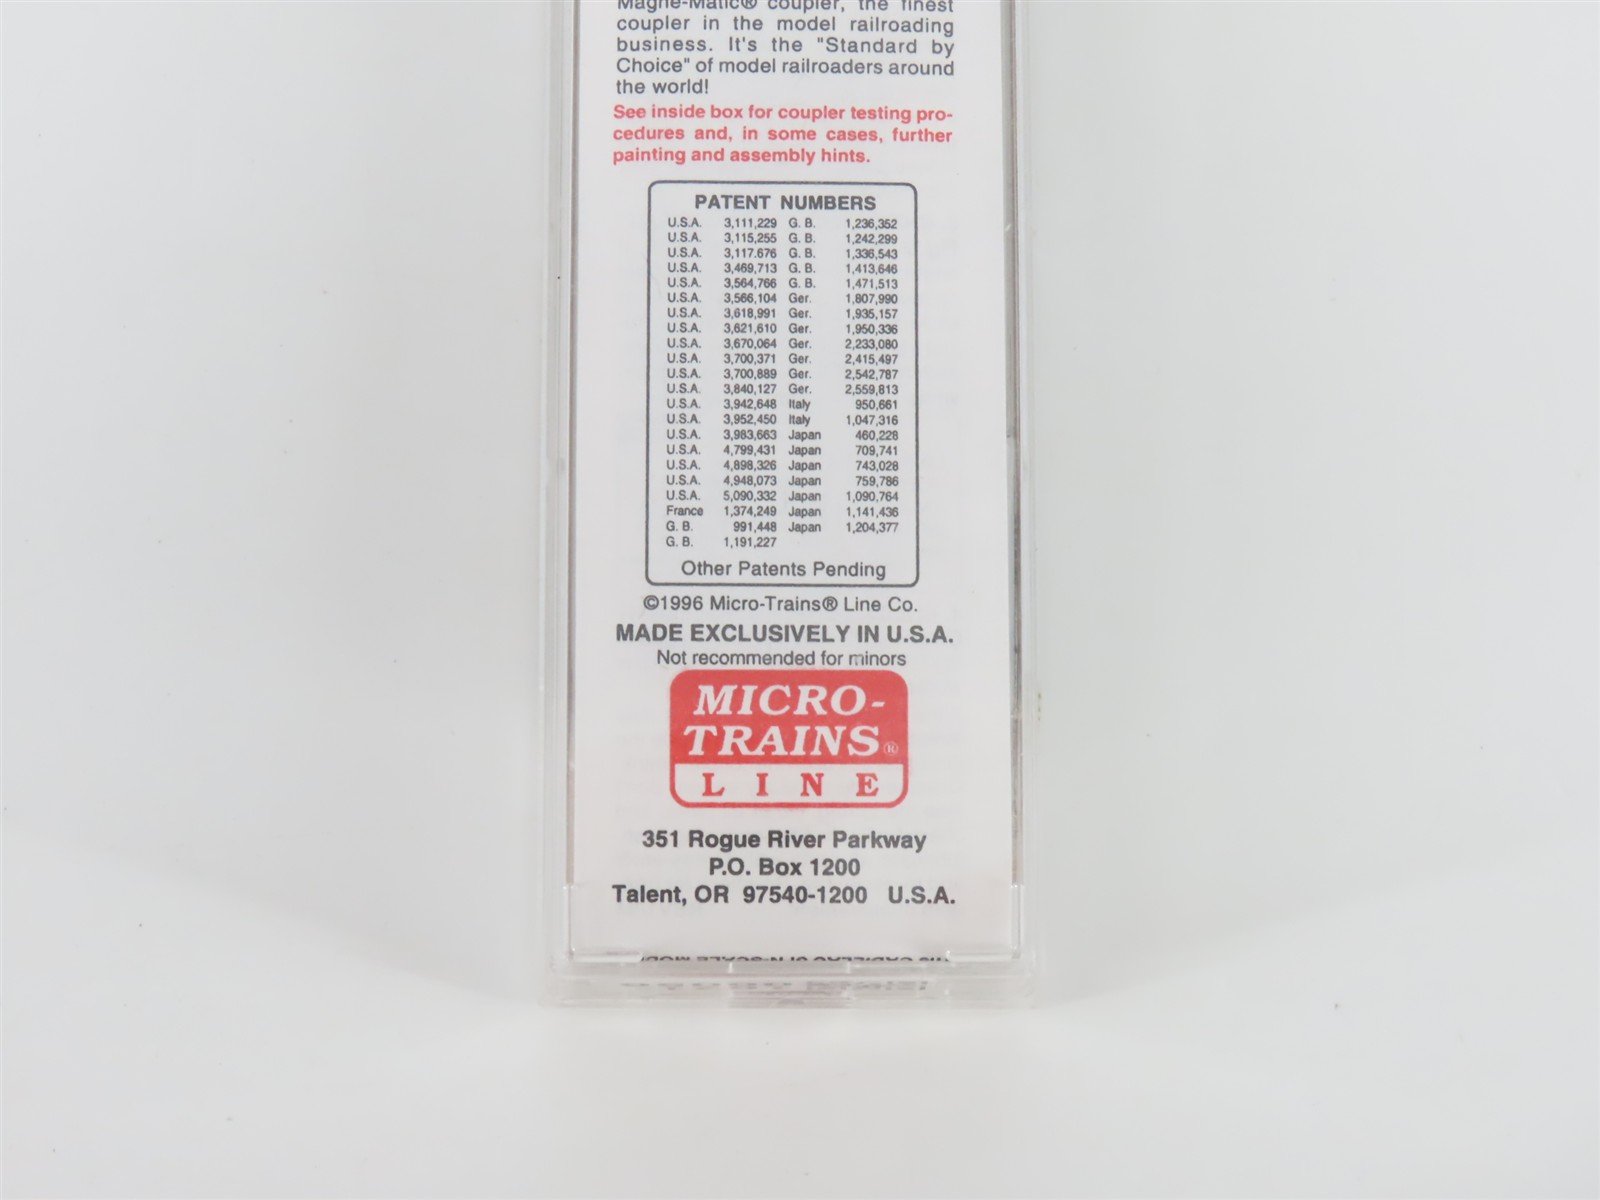 Magne-Matic® coupler, the finest
coupler in the model railroading
business. It's the "Standard by
Choice" of model railroaders around
the world!
See inside box for coupler testing pro-
cedures and, in some cases, further
painting and assembly hints.
PATENT NUMBERS
U.S.A. 3,111,229 G. B. 1,236,352
U.S.A. 3,115,255 G. B. 1,242,299
U.S.A. 3,117.676 G. B. 1,336,543
U.S.A. 3,469,713 G. B. 1,413,646
U.S.A. 3,564,766 G. B. 1,471,513
U.S.A. 3,566,104 Ger. 1,807,990
U.S.A. 3,618,991 Ger. 1,935,157
U.S.A. 3,621,610 Ger. 1,950,336
U.S.A. 3,670,064 Ger. 2,233,080
U.S.A. 3,700,371 Ger. 2,415,497
U.S.A. 3,700,889 Ger. 2,542,787
U.S.A. 3,840,127 Ger. 2,559,813
U.S.A. 3,942,648 Italy 950,661
U.S.A. 3,952,450 Italy 1,047,316
U.S.A. 3,983,663 Japan 460,228
U.S.A. 4,799,431 Japan 709,741
U.S.A. 4,898,326 Japan 743,028
U.S.A. 4,948,073 Japan 759,786
U.S.A. 5,090,332 Japan 1,090,764
France 1,374,249 Japan 1,141,436
G. B. 991,448 Japan 1,204,377
G. B. 1,191,227
Other Patents Pending
©1996 Micro-Trains® Line Co.
MADE EXCLUSIVELY IN U.S.A.
Not recommended for minors
MICRO-
TRAINS®
LINE
351 Rogue River Parkway
P.O. Box 1200
Talent, OR 97540-1200 U.S.A.